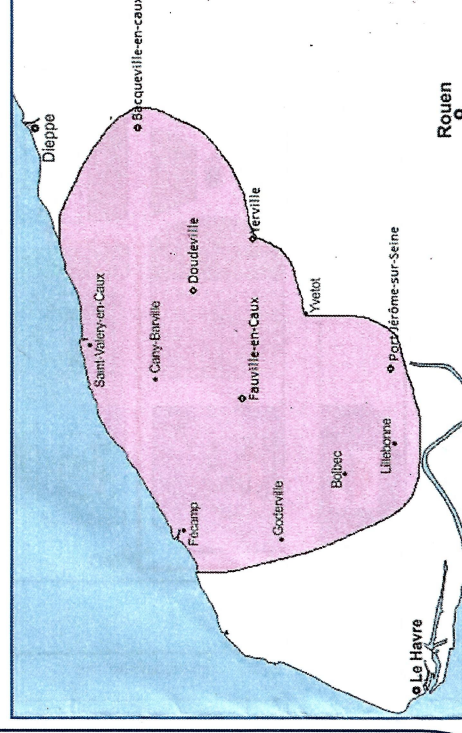 Dieppe
Saint-Valery-en-Caux
Bacqueville-en-caux
Cany-Barville
Fécamp
Doudeville
Fauville-en-Caux
Yerville
Goderville
Yvetot
Bolbec
Lillebonne
Port-Jérôme-sur-Seine
Le Havre
Rouen